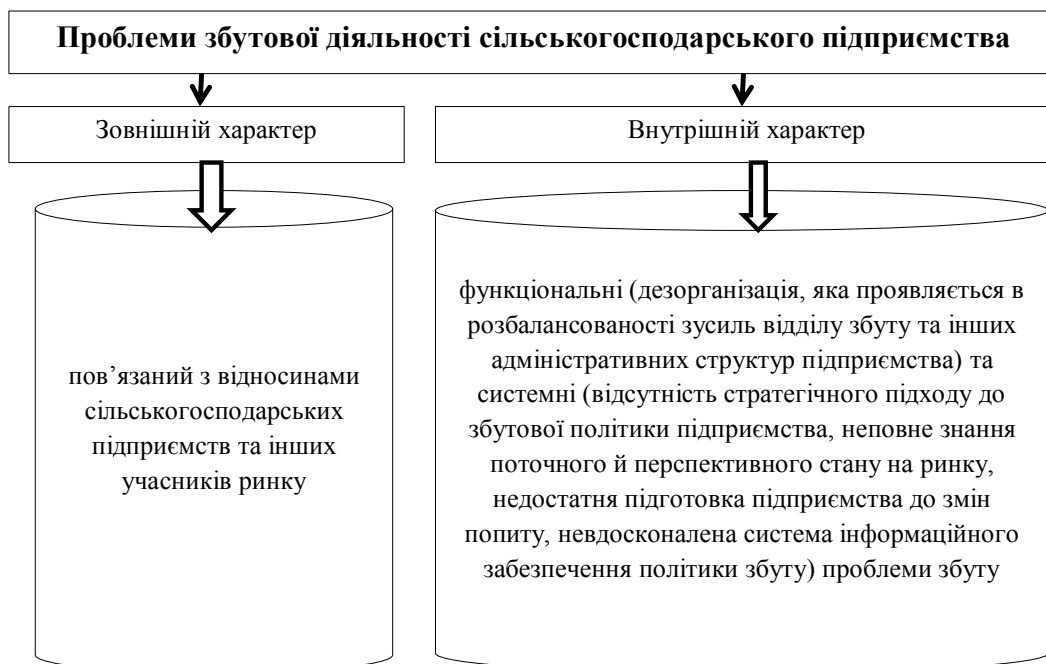 Проблеми збутової діяльності сільськогосподарського підприємства
Зовнішній характер
Внутрішній характер
пов’язаний з відносинами
сільськогосподарських
підприємств та інших
учасників ринку
функціональні (дезорганізація, яка проявляється в
розбалансованості зусиль відділу збуту та інших
адміністративних структур підприємства) та
системні (відсутність стратегічного підходу до
збутової політики підприємства, неповне знання
поточного й перспективного стану на ринку,
недостатня підготовка підприємства до змін
попиту, невдосконалена система інформаційного
забезпечення політики збуту) проблеми збуту